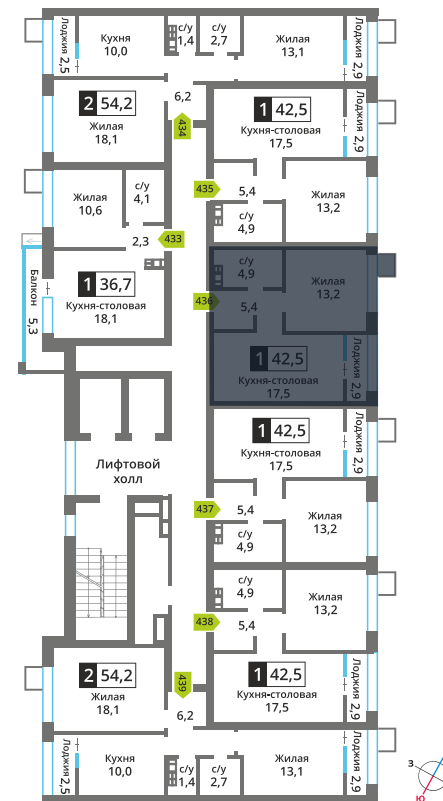 Лоджия 2,5
Кухня
10,0
с/у
1,4
с/у
2,7
Жилая
13,1
Лоджия 2,9
2 54,2
Жилая
18,1
6,2
434
1 42,5
Кухня-столовая
17,5
Лоджия 2,9
Жилая
10,6
с/у
4,1
435
5,4
с/у
4,9
Жилая
13,2
2,3
433
Балкон 5,3
1 36,7
Кухня-столовая
18,1
с/у
4,9
436
5,4
Жилая
13,2
1 42,5
Кухня-столовая
17,5
Лоджия 2,9
1 42,5
Кухня-столовая
17,5
Лоджия 2,9
Лифтовой
холл
437
5,4
с/у
4,9
Жилая
13,2
с/у
4,9
438
5,4
Жилая
13,2
2 54,2
Жилая
18,1
439
6,2
1 42,5
Кухня-столовая
17,5
Лоджия 2,9
Лоджия 2,5
Кухня
10,0
с/у
1,4
с/у
2,7
Жилая
13,1
Лоджия 2,9
З
Ю